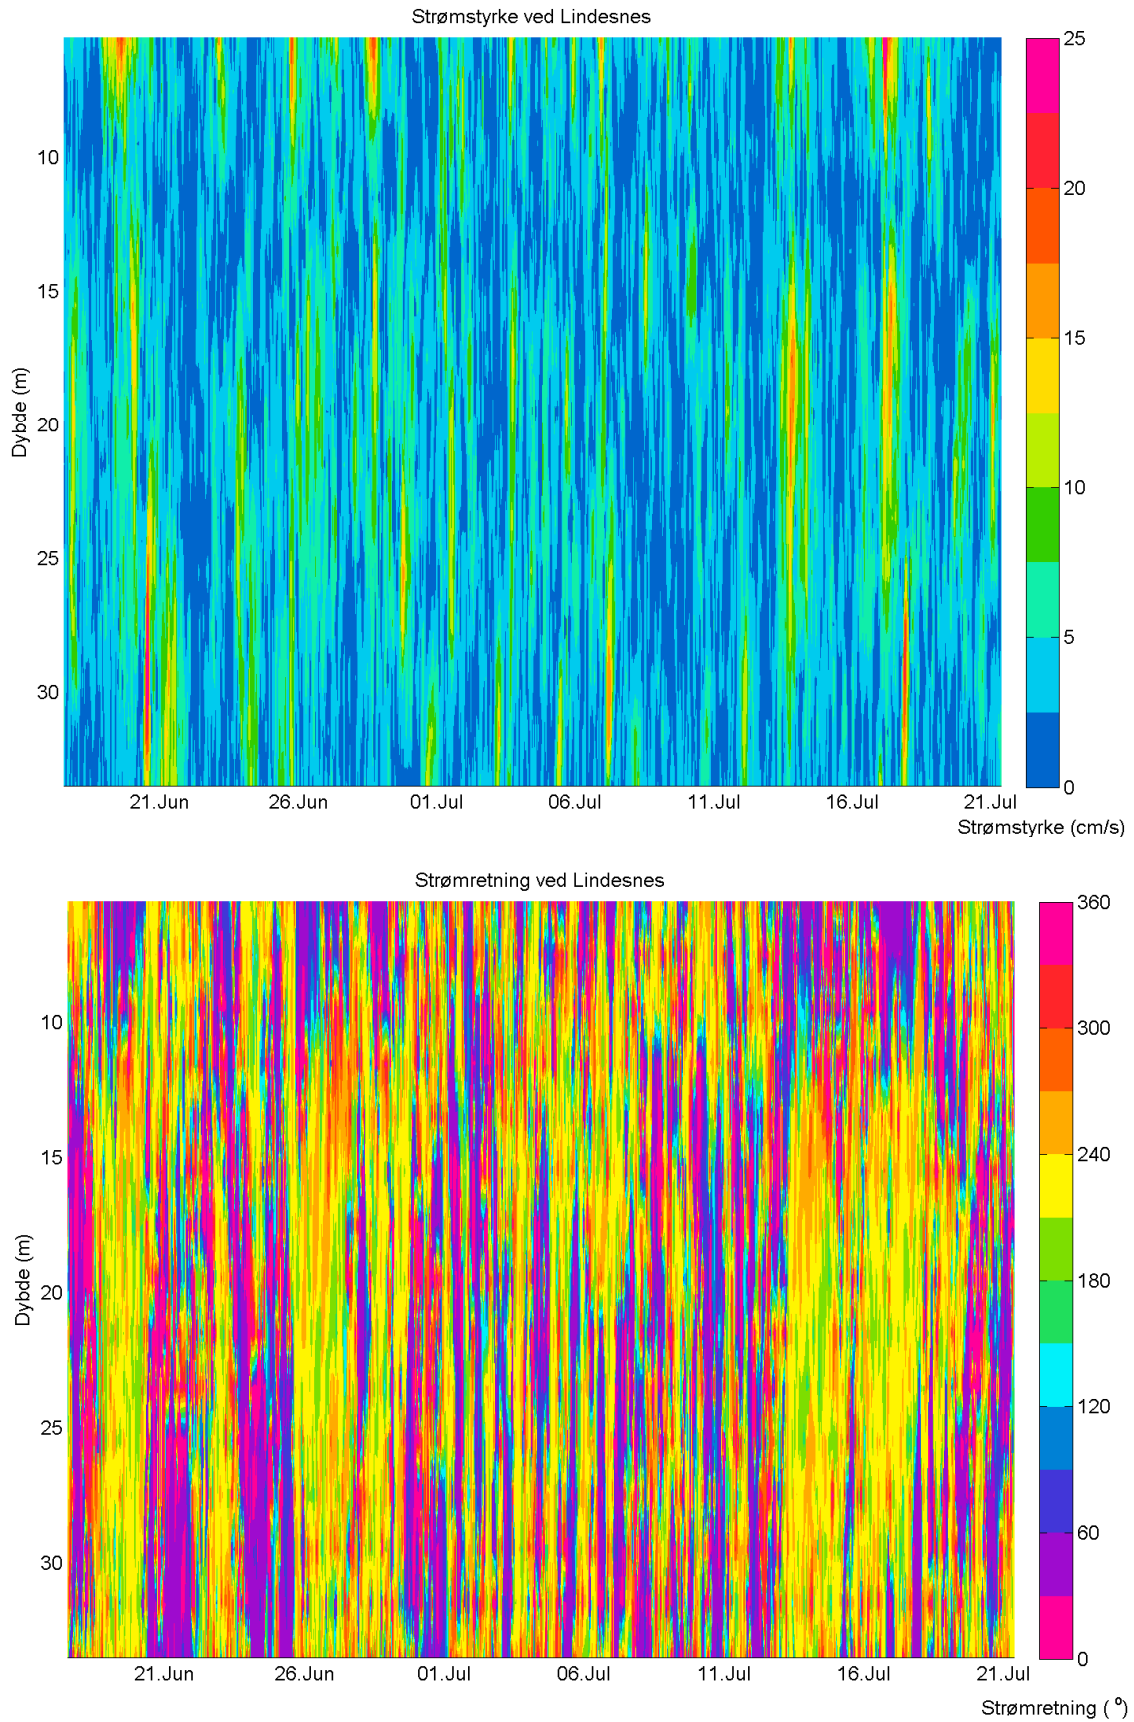 Strømstyrke ved Lindesnes
25
20
15
10
5
0
10
15
20
25
30
Dybde (m)
21.Jun 26.Jun 01.Jul 06.Jul 11.Jul 16.Jul 21.Jul
Strømstyrke (cm/s)
Strømretning ved Lindesnes
360
300
240
180
120
60
0
10
15
20
25
30
Dybde (m)
21.Jun 26.Jun 01.Jul 06.Jul 11.Jul 16.Jul 21.Jul
Strømretning ( º)